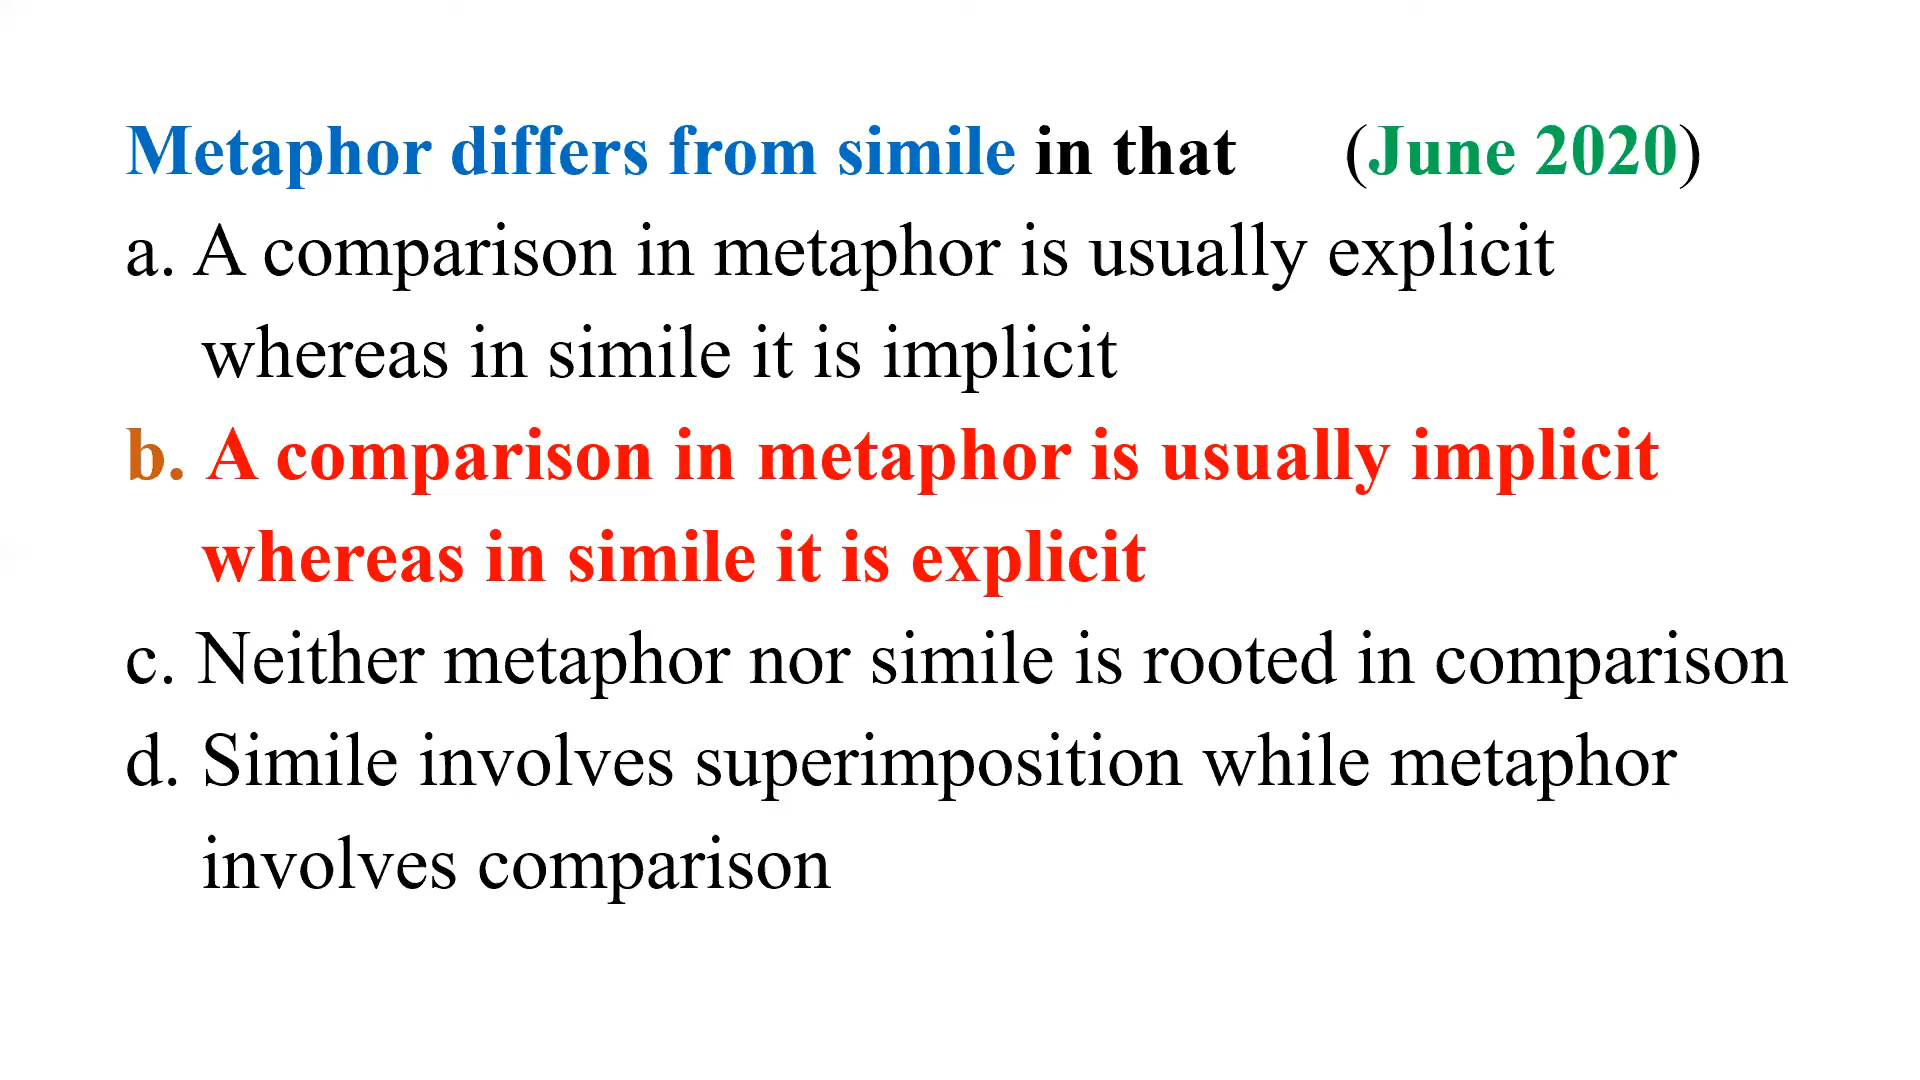 Metaphor differs from simile in that (June 2020)
a. A comparison in metaphor is usually explicit
whereas in simile it is implicit
b. A comparison in metaphor is usually implicit
whereas in simile it is explicit
c. Neither metaphor nor simile is rooted in comparison
d. Simile involves superimposition while metaphor
involves comparison